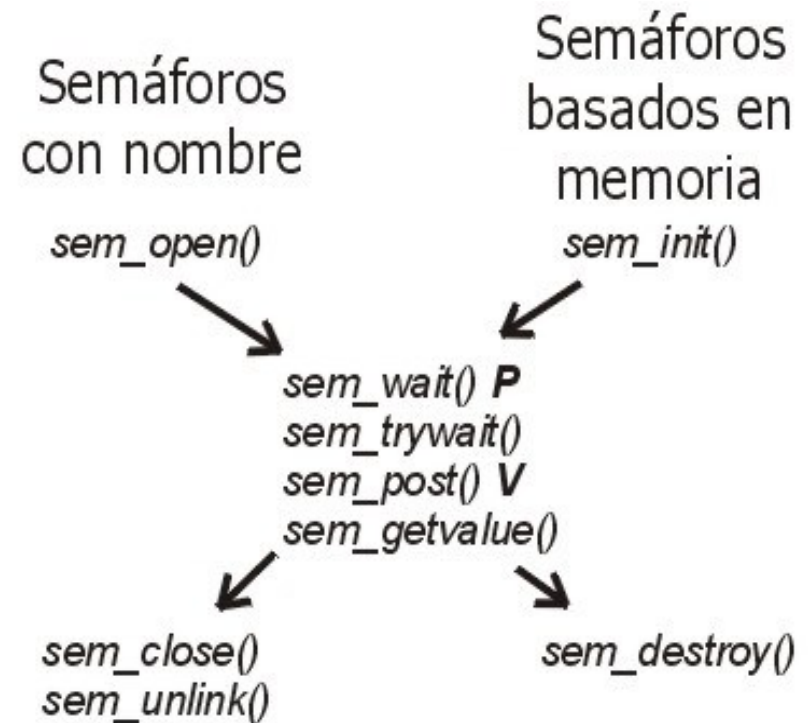 Semáforos
con nombre
sem_open()
Semáforos
basados en
memoria
sem_init()
sem_wait() P
sem_trywait()
sem_post() V
sem_getvalue()
sem_close()
sem_unlink()
sem_destroy()